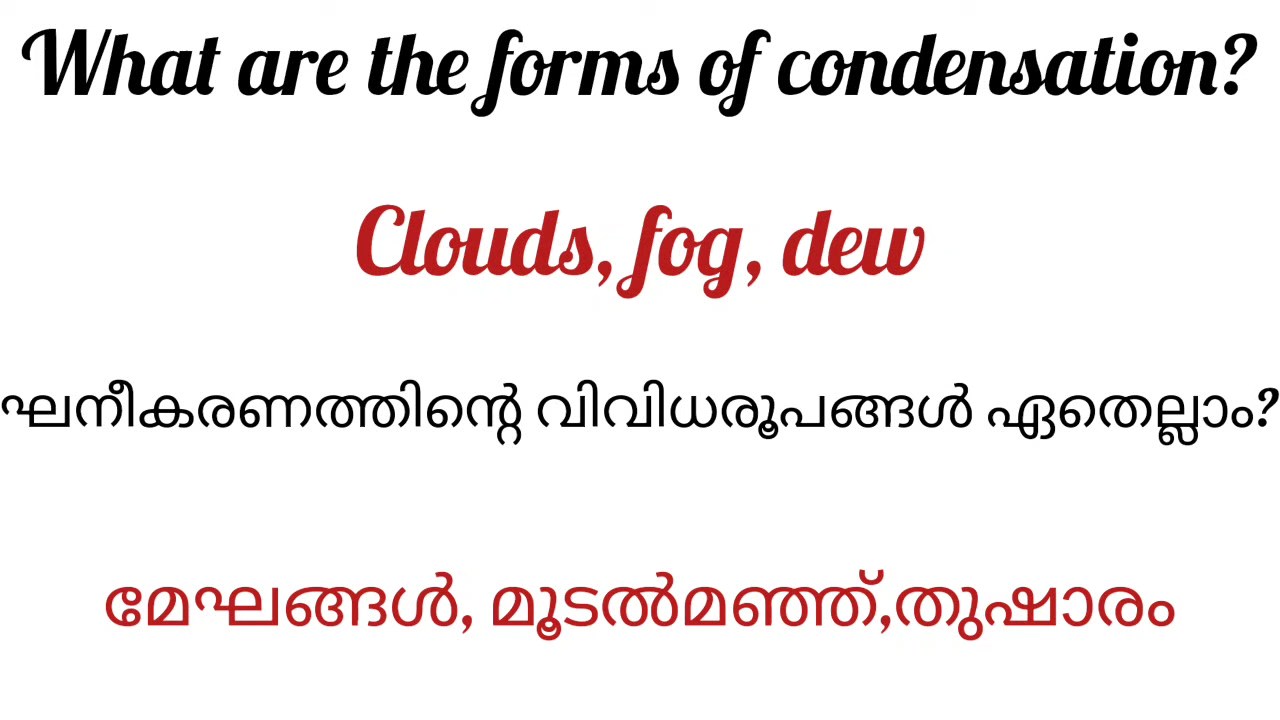 What are the forms of condensation?
Clouds, fog, dew
ഘനീകരണത്തിന്റെ വിവിധരൂപങ്ങൾ ഏതെല്ലാം?
മേഘങ്ങൾ, മൂടൽമഞ്ഞ്,തുഷാരം